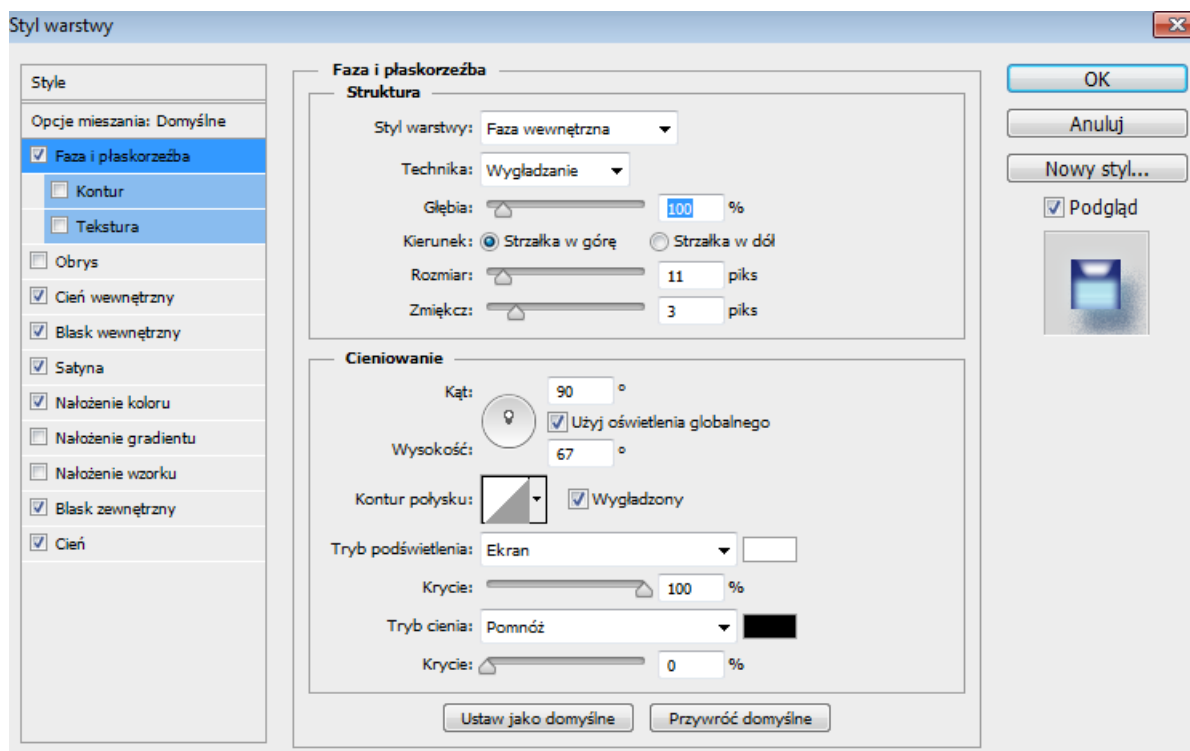 Styl warstwy
Style
Opcje mieszania: Domyślne
Faza i płaskorzeźba
Kontur
Tekstura
Obrys
Cień wewnętrzny
Blask wewnętrzny
Satyna
Nałożenie koloru
Nałożenie gradientu
Nałożenie wzorku
Blask zewnętrzny
Cień
Faza i płaskorzeźba
Struktura
Styl warstwy: Faza wewnętrzna
Technika: Wygładzanie
Głębia: 100 %
Kierunek: Strzałka w górę Strzałka w dół
Rozmiar: 11 piks
Zmiękcz: 3 piks
Cieniowanie
Kąt: 90 °
Użyj oświetlenia globalnego
Wysokość: 67 °
Kontur połysku: Wygładzony
Tryb podświetlenia: Ekran
Krycie: 100 %
Tryb cienia: Pomnóż
Krycie: 0 %
Ustaw jako domyślne Przywróć domyślne
OK
Anuluj
Nowy styl...
Podgląd